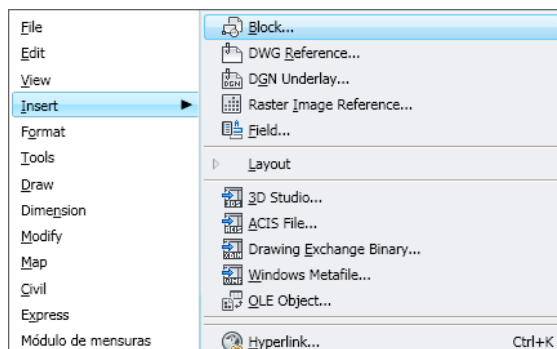 File
Edit
View
Insert
Format
Tools
Draw
Dimension
Modify
Map
Civil
Express
Módulo de mensuras
Block...
DWG Reference...
DGN Underlay...
Raster Image Reference...
Field...
Layout
3D Studio...
ACIS File...
Drawing Exchange Binary...
Windows Metafile...
OLE Object...
Hyperlink... Ctrl+K